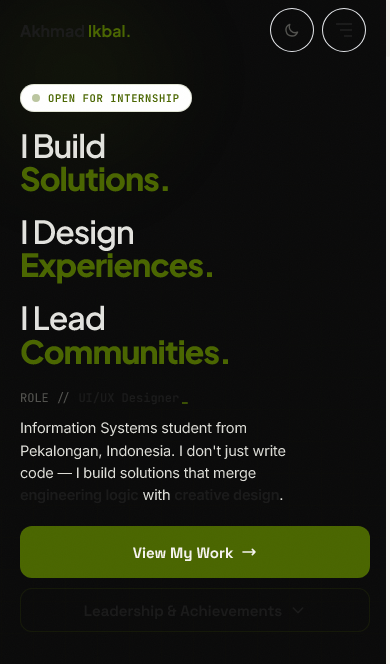 Akhmad Ikbal.
OPEN FOR INTERNSHIP
I Build
Solutions.
I Design
Experiences.
I Lead
Communities.
ROLE // UI/UX Designer_
Information Systems student from
Pekalongan, Indonesia. I don't just write
code — I build solutions that merge
engineering logic with creative design.
View My Work →
Leadership & Achievements